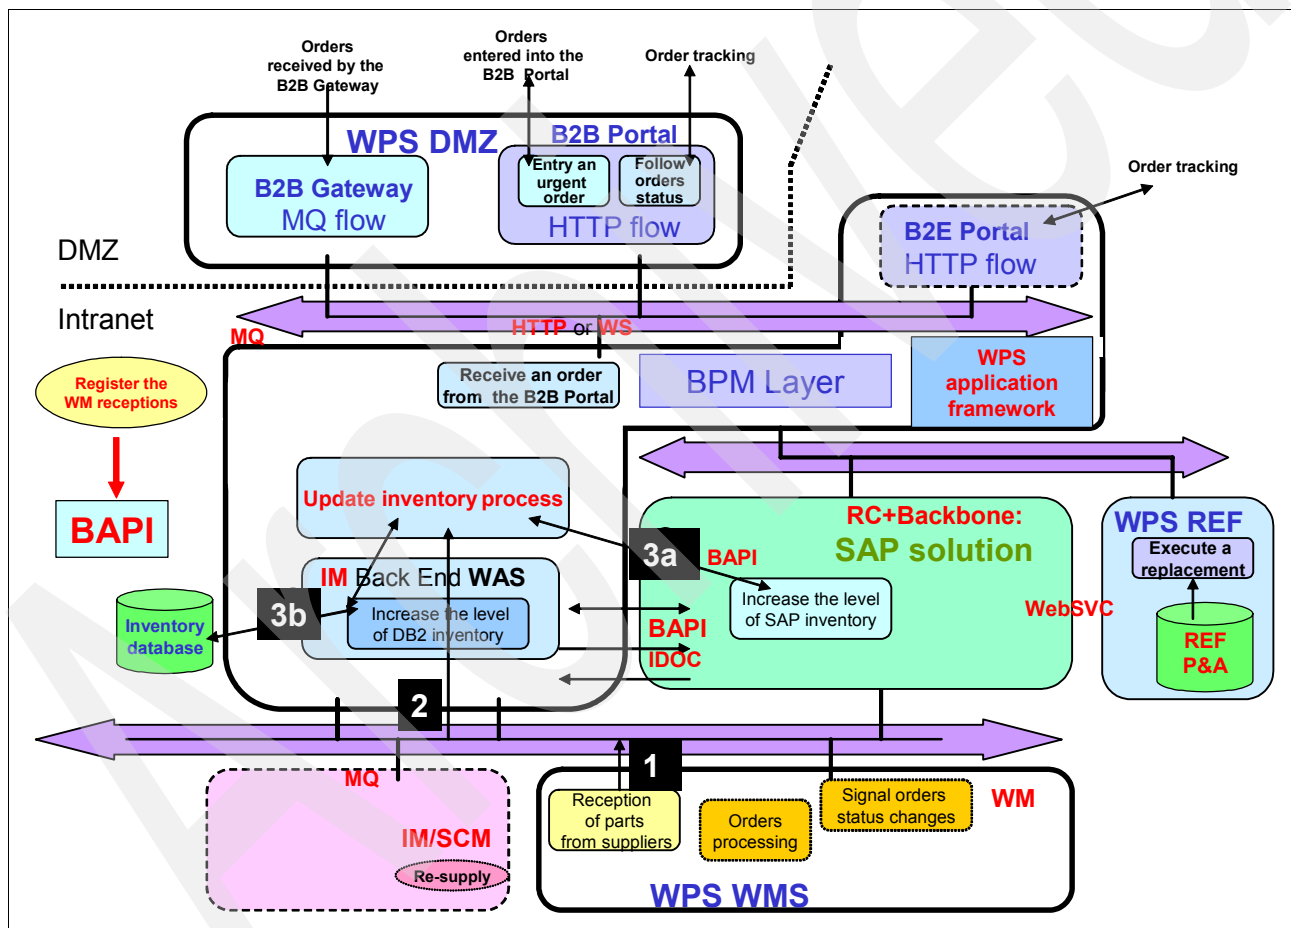 Orders
received by the
B2B Gateway
Orders
entered into the
B2B Portal
Order tracking
WPS DMZ
B2B Portal
B2B Gateway
MQ flow
Entry an
urgent
order
Follow
orders
status
HTTP flow
Order tracking
B2E Portal
HTTP flow
DMZ
Intranet
MQ
HTTP or WS
Register the
WM receptions
Receive an order
from the B2B Portal
BPM Layer
WPS
application
framework
BAPI
Update inventory process
RC+Backbone:
SAP solution
WPS REF
Execute a
replacement
3a
BAPI
IM Back End WAS
Increase the level
of DB2 inventory
3b
Inventory
database
Increase the level
of SAP inventory
WebSVC
BAPI
IDOC
REF
P&A
2
1
MQ
Reception
of parts
from suppliers
Orders
processing
Signal orders
status changes
WM
IM/SCM
Re-supply
WPS WMS
Archived